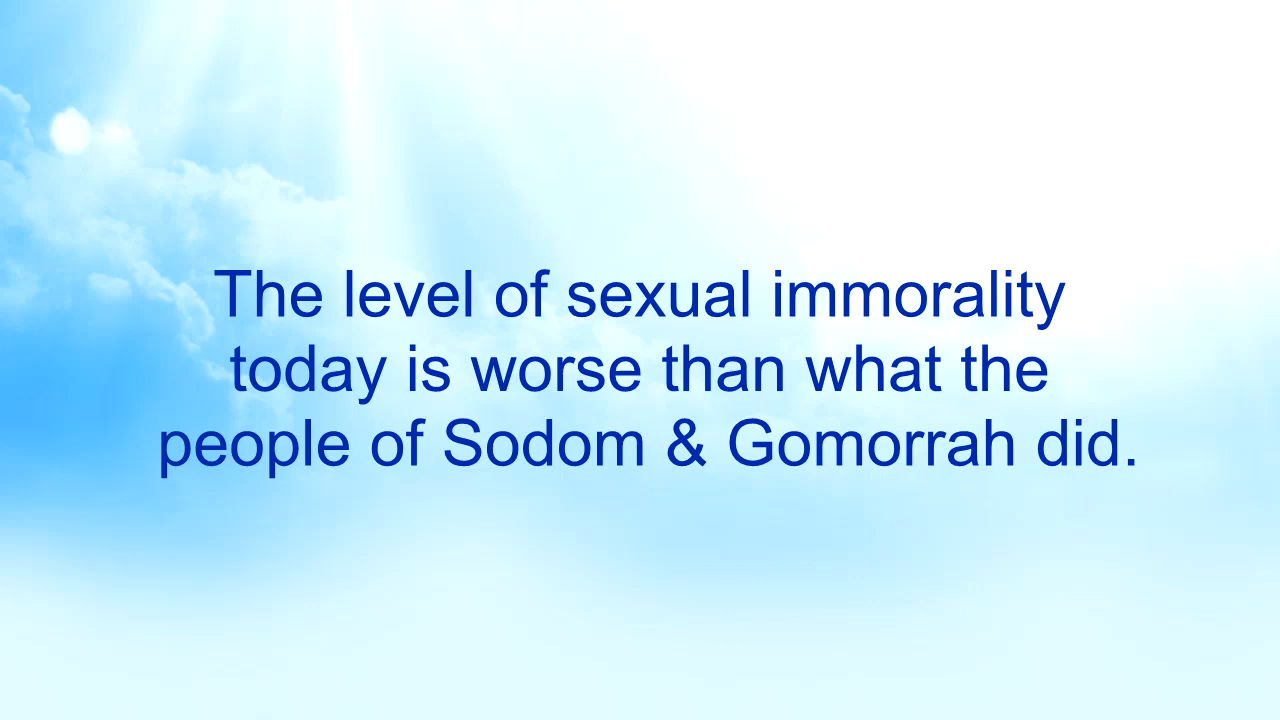 The level of sexual immorality
today is worse than what the
people of Sodom & Gomorrah did.